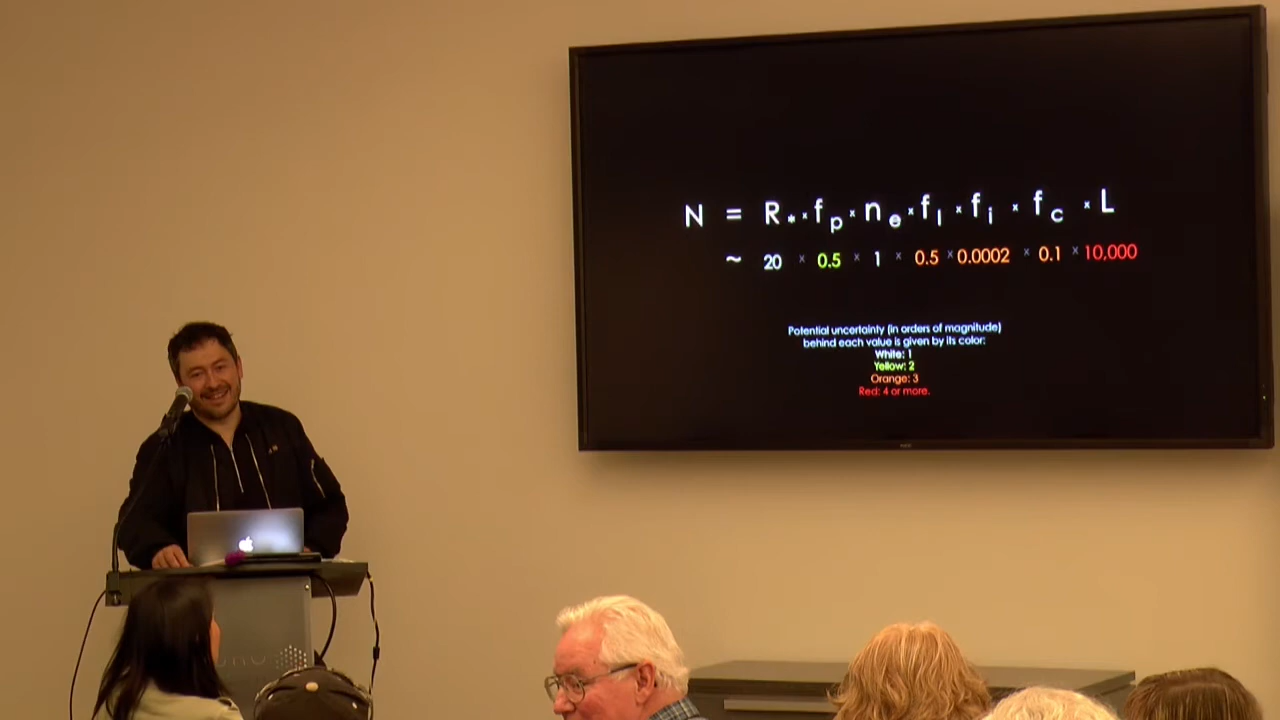 N = R* × fp × ne × fl × fi × fc × L
~ 20 × 0.5 × 1 × 0.5 × 0.0002 × 0.1 × 10,000
Potential uncertainty (in orders of magnitude)
behind each value is given by its color:
White: 1
Yellow: 2
Orange: 3
Red: 4 or more.